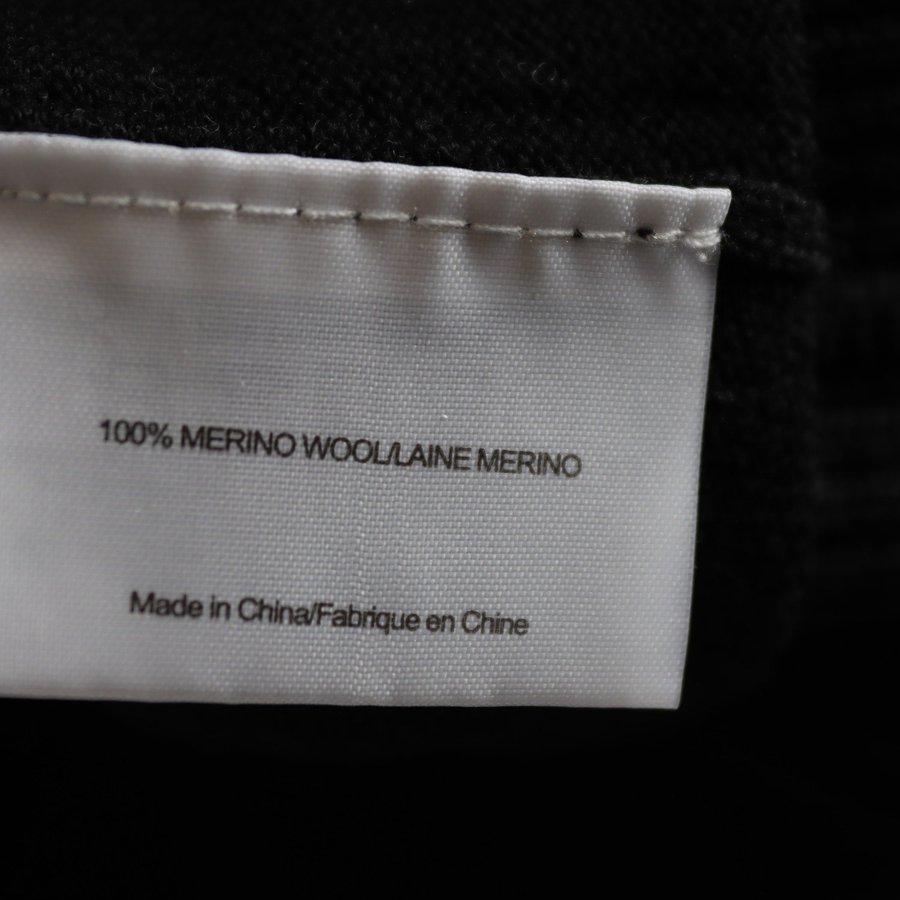 100% MERINO WOOL/LAINE MERINO
Made in China/Fabrique en Chine